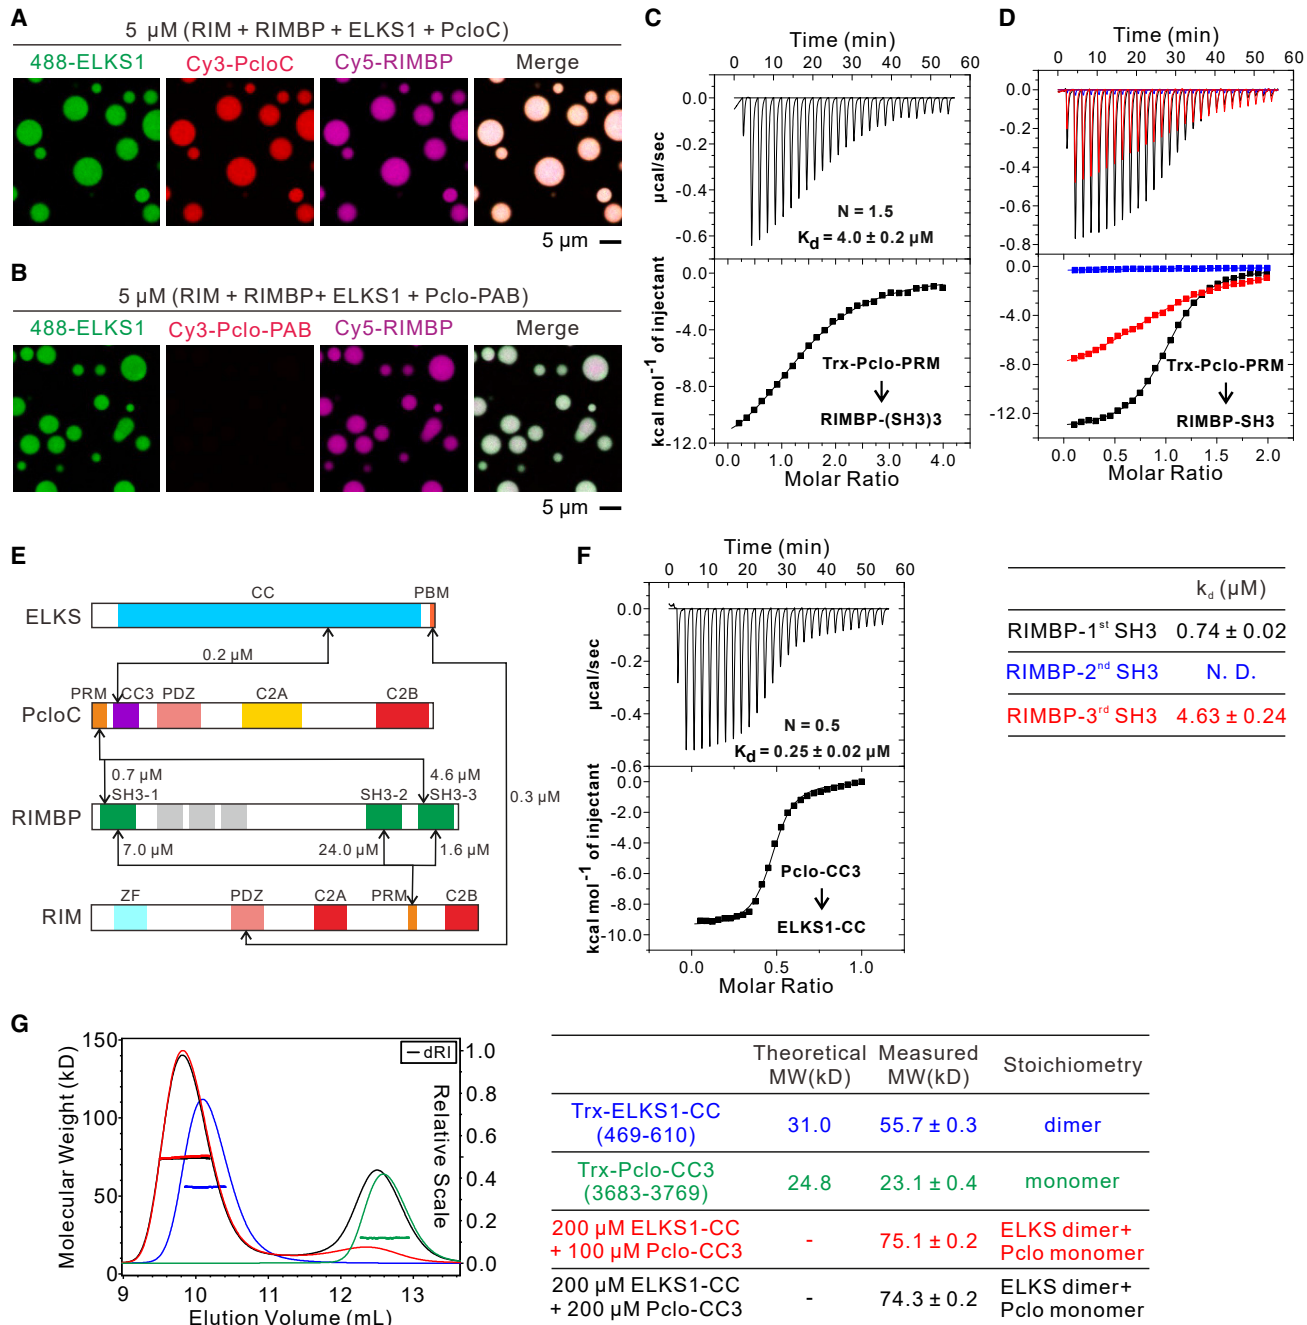 A
5 μM (RIM + RIMBP + ELKS1 + PcloC)
488-ELKS1 Cy3-PcloC Cy5-RIMBP Merge
5 μm
B
5 μM (RIM + RIMBP+ ELKS1 + Pclo-PAB)
488-ELKS1 Cy3-Pclo-PAB Cy5-RIMBP Merge
5 μm
C
Time (min)
0 10 20 30 40 50 60
0.0
-0.2
-0.4
-0.6
μcal/sec
N = 1.5
Kd = 4.0 ± 0.2 μM
0.0
-4.0
-8.0
-12.0
kcal mol⁻¹ of injectant
Trx-Pclo-PRM
RIMBP-(SH3)3
0.0 1.0 2.0 3.0 4.0
Molar Ratio
D
Time (min)
0 10 20 30 40 50 60
0.0
-0.2
-0.4
-0.6
-0.8
0.0
-4.0
-8.0
-12.0
Trx-Pclo-PRM
RIMBP-SH3
0.0 0.5 1.0 1.5 2.0
Molar Ratio
kd (μM)
RIMBP-1st SH3 0.74 ± 0.02
RIMBP-2nd SH3 N. D.
RIMBP-3rd SH3 4.63 ± 0.24
E
CC PBM
ELKS
0.2 μM
PRM CC3 PDZ C2A C2B
PcloC
0.7 μM 4.6 μM
0.3 μM
SH3-1 SH3-2 SH3-3
RIMBP
7.0 μM 24.0 μM 1.6 μM
ZF PDZ C2A PRM C2B
RIM
F
Time (min)
0 10 20 30 40 50 60
0.0
-0.2
-0.4
-0.6
μcal/sec
N = 0.5
Kd = 0.25 ± 0.02 μM
0.0
-2.0
-4.0
-6.0
-8.0
-10.0
kcal mol⁻¹ of injectant
Pclo-CC3
ELKS1-CC
0.0 0.5 1.0
Molar Ratio
G
Molecular Weight (kD)
150
100
50
0
dRI
1.0
0.8
0.6
0.4
0.2
0.0
Relative Scale
9 10 11 12 13
Elution Volume (mL)
Theoretical MW(kD) Measured MW(kD) Stoichiometry
Trx-ELKS1-CC (469-610) 31.0 55.7 ± 0.3 dimer
Trx-Pclo-CC3 (3683-3769) 24.8 23.1 ± 0.4 monomer
200 μM ELKS1-CC + 100 μM Pclo-CC3 - 75.1 ± 0.2 ELKS dimer+ Pclo monomer
200 μM ELKS1-CC + 200 μM Pclo-CC3 - 74.3 ± 0.2 ELKS dimer+ Pclo monomer